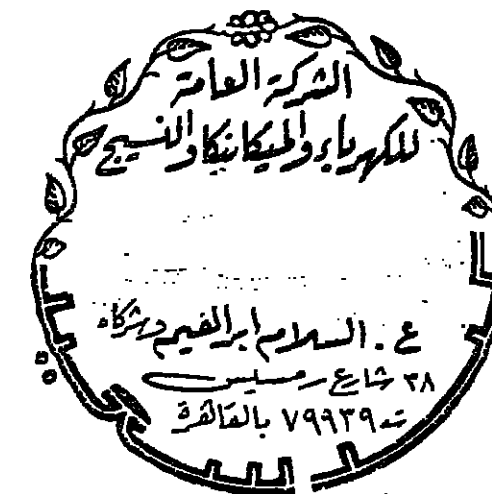 الشركة العامة
للكهرباء والميكانيكا والنسيج
ع . السلام ابراهيم وشركاه
٣٨ شارع رمسيس
ت ٧٩٩٣٩ بالقاهرة